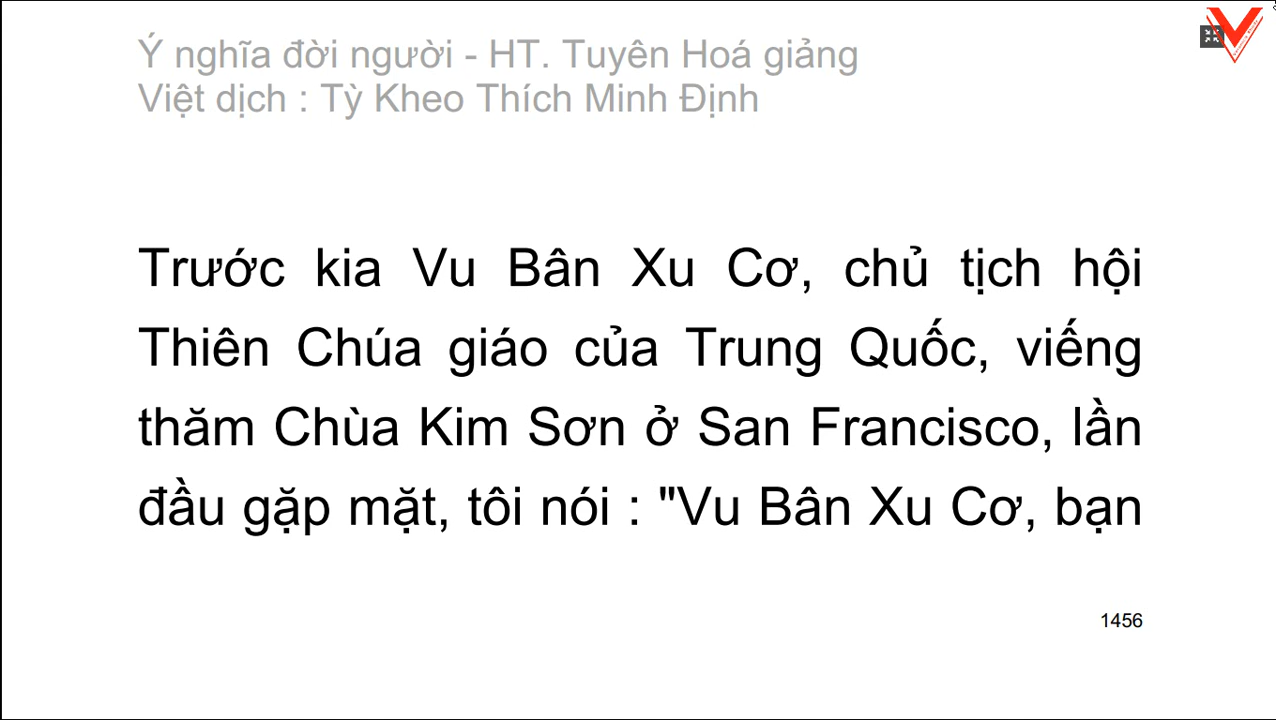 Ý nghĩa đời người - HT. Tuyên Hoá giảng
Việt dịch : Tỳ Kheo Thích Minh Định
Trước kia Vu Bân Xu Cơ, chủ tịch hội
Thiên Chúa giáo của Trung Quốc, viếng
thăm Chùa Kim Sơn ở San Francisco, lần
đầu gặp mặt, tôi nói : "Vu Bân Xu Cơ, bạn
1456